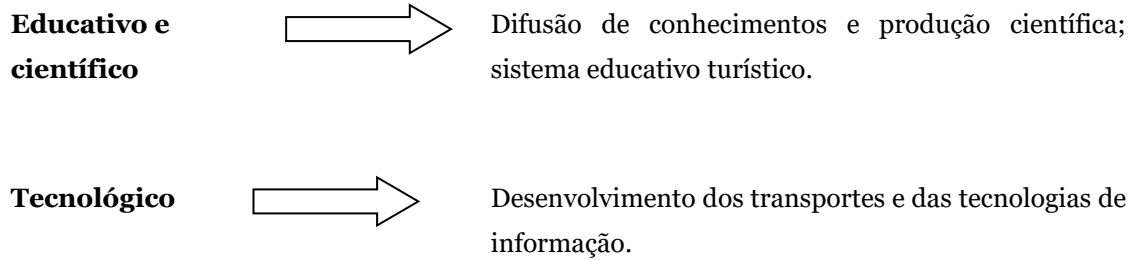 Educativo e
científico
Difusão de conhecimentos e produção científica;
sistema educativo turístico.
Tecnológico
Desenvolvimento dos transportes e das tecnologias de
informação.